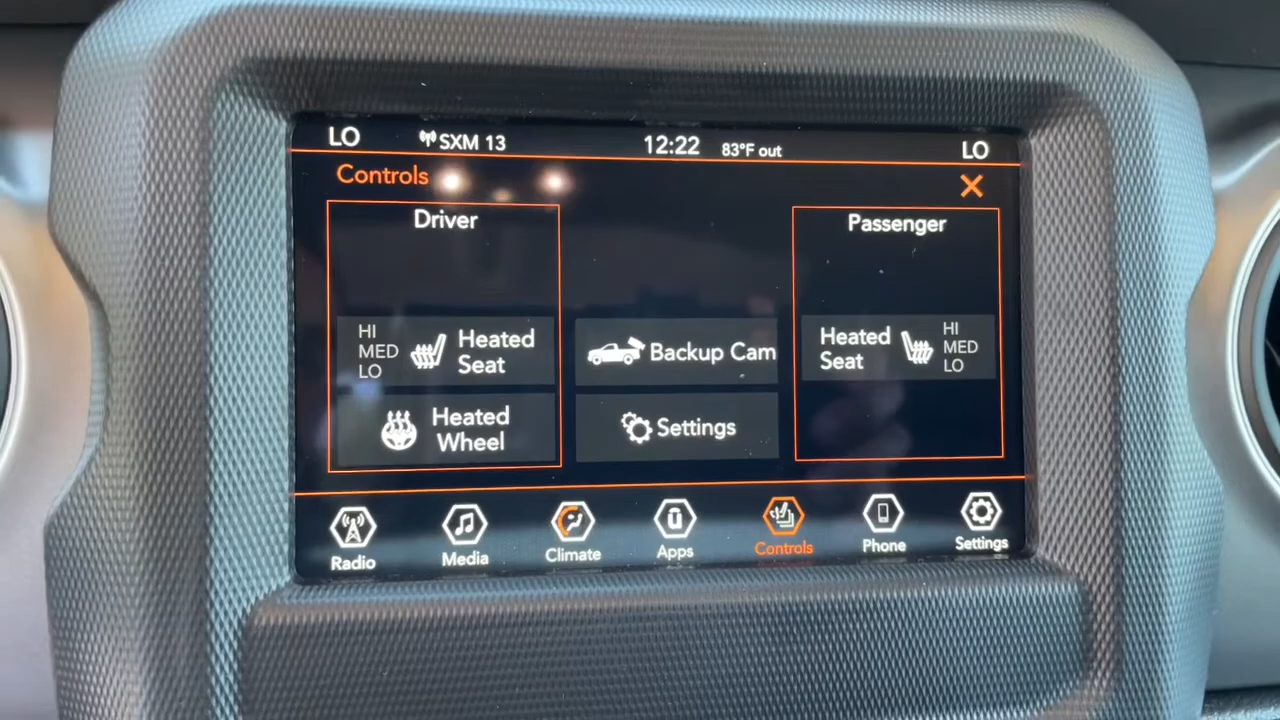 LO SXM 13 12:22 83°F out LO
Controls
Driver
HI
MED
LO
Heated
Seat
Heated
Wheel
Backup Cam
Settings
Passenger
Heated
Seat
HI
MED
LO
Radio Media Climate Apps Controls Phone Settings